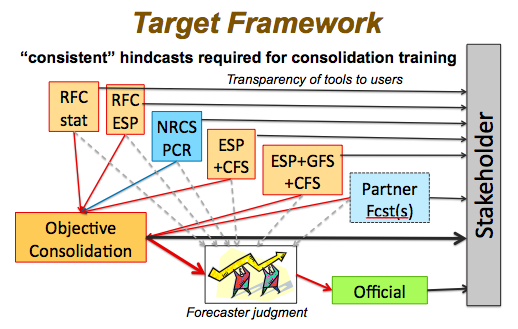 Target Framework
“consistent” hindcasts required for consolidation training
Transparency of tools to users
RFC
stat
RFC
ESP
NRCS
PCR
ESP
+CFS
ESP+GFS
+CFS
Partner
Fcst(s)
Stakeholder
Objective
Consolidation
Official
Forecaster judgment